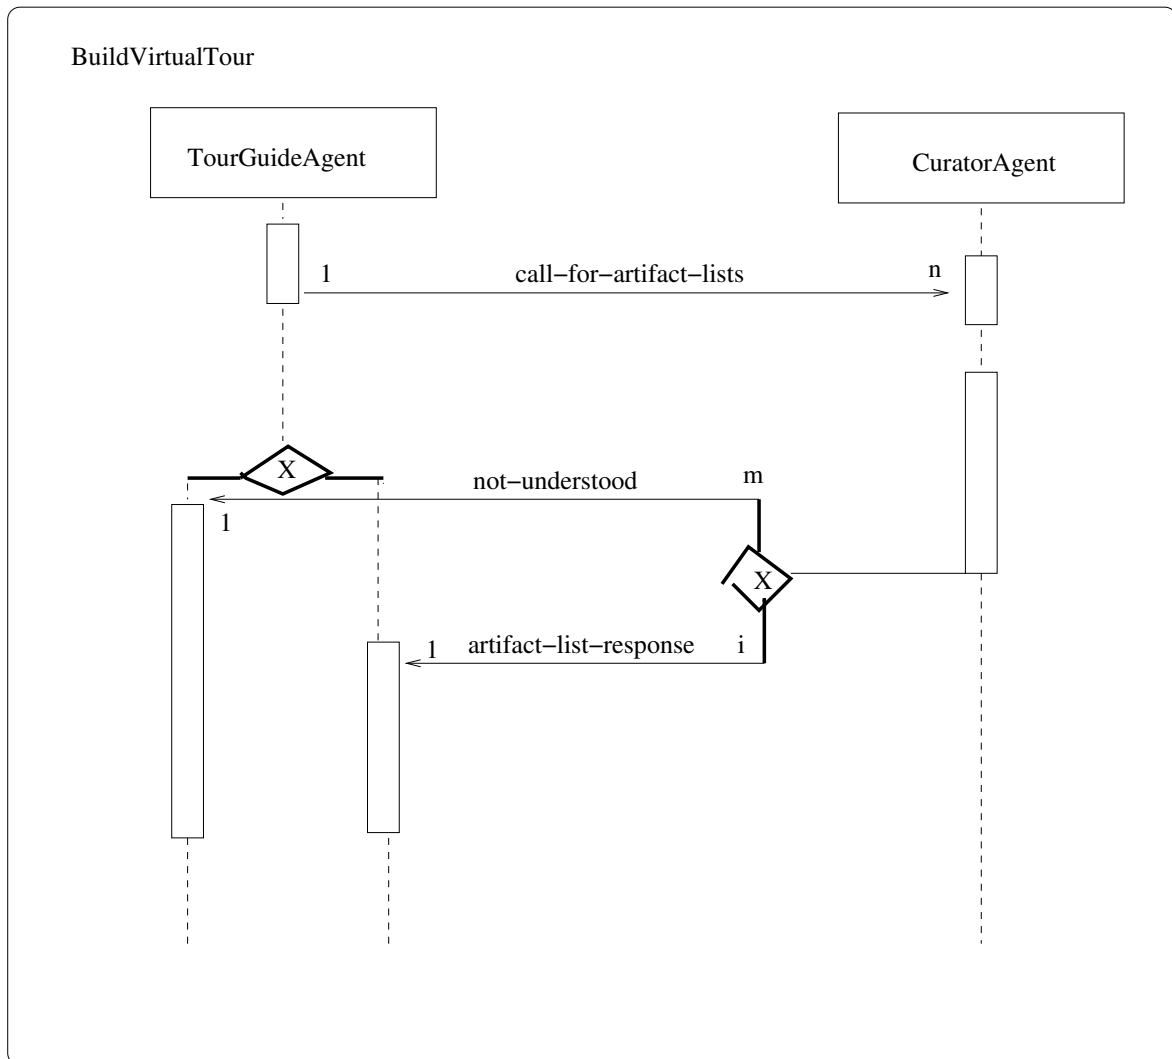 BuildVirtualTour
TourGuideAgent
CuratorAgent
1 call−for−artifact−lists n
X
not−understood m
1
X
1 artifact−list−response i